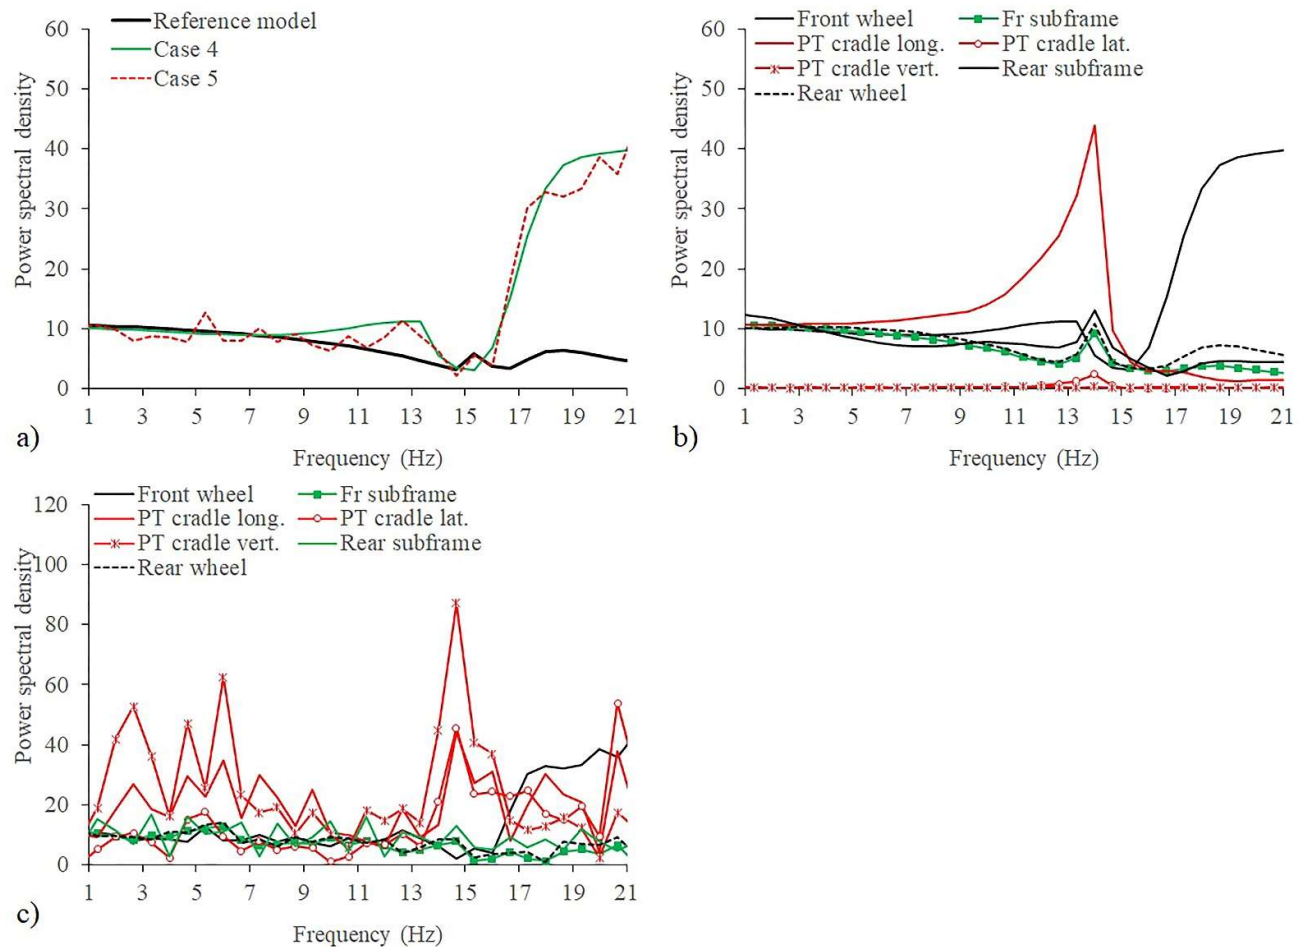 Reference model
Case 4
Case 5
60
50
40
30
20
10
0
Power spectral density
1 3 5 7 9 11 13 15 17 19 21
Frequency (Hz)
a)
Front wheel Fr subframe
PT cradle long. PT cradle lat.
PT cradle vert. Rear subframe
Rear wheel
60
50
40
30
20
10
0
Power spectral density
1 3 5 7 9 11 13 15 17 19 21
Frequency (Hz)
b)
Front wheel Fr subframe
PT cradle long. PT cradle lat.
PT cradle vert. Rear subframe
Rear wheel
120
100
80
60
40
20
0
Power spectral density
1 3 5 7 9 11 13 15 17 19 21
Frequency (Hz)
c)